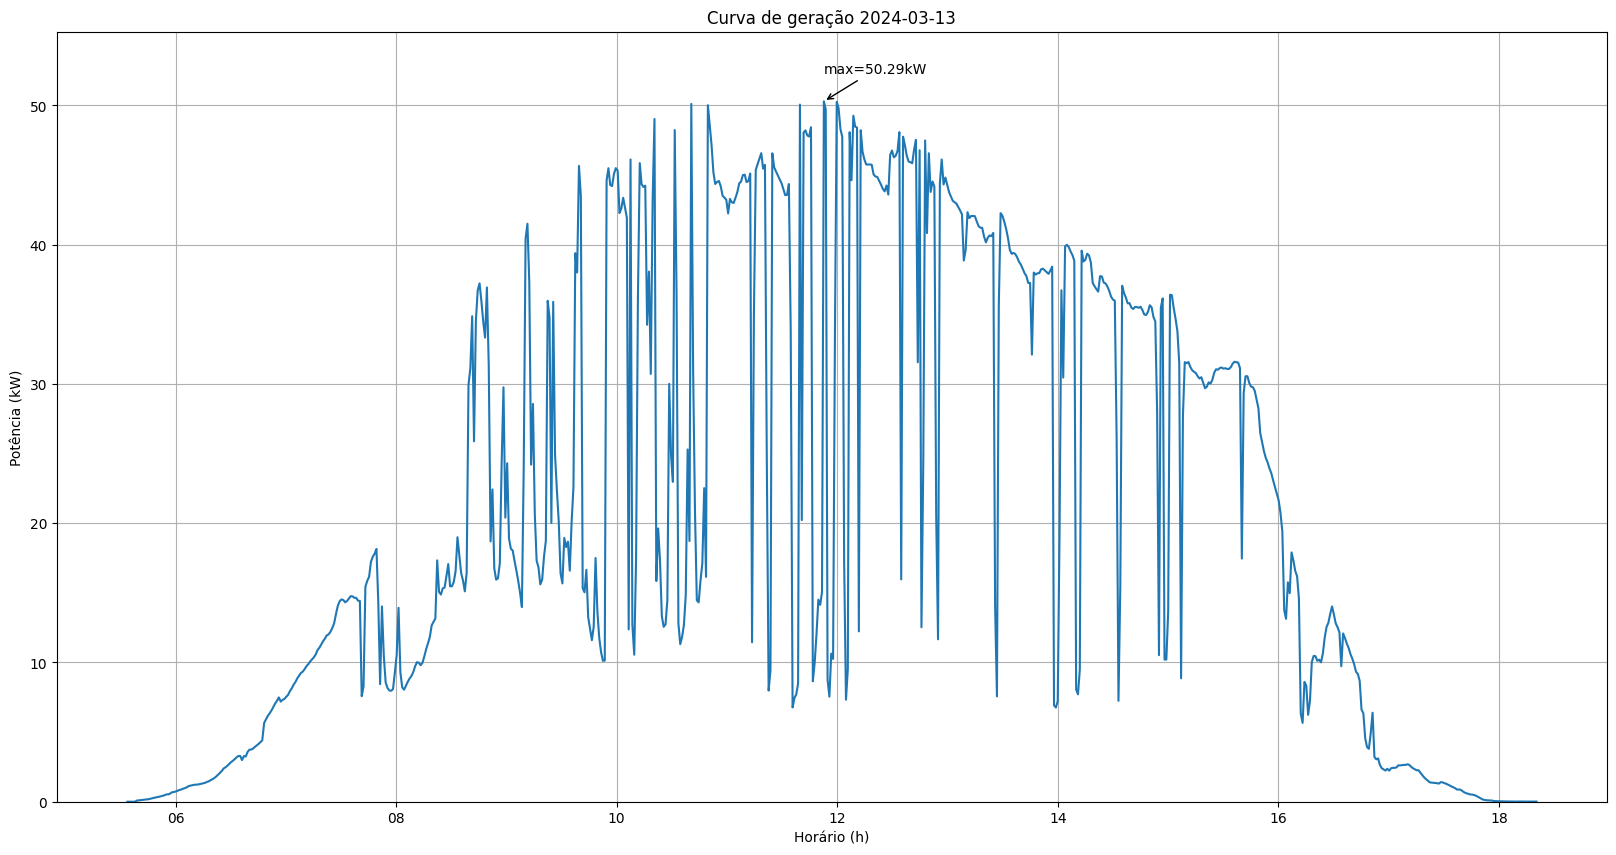 Curva de geração 2024-03-13
max=50.29kW
50
40
30
20
10
0
Potência (kW)
06 08 10 12 14 16 18
Horário (h)